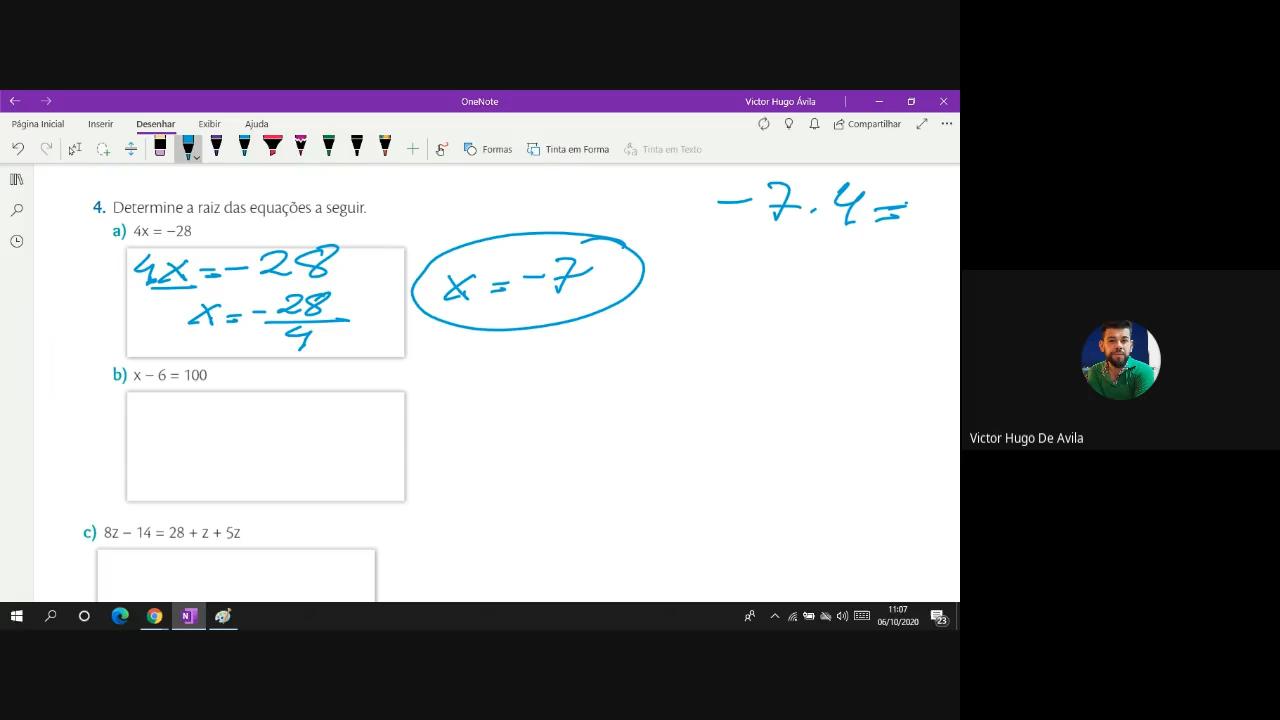 OneNote
Victor Hugo Ávila
Página Inicial Inserir Desenhar Exibir Ajuda
Compartilhar
Formas Tinta em Forma Tinta em Texto
-7.4=
4. Determine a raiz das equações a seguir.
a) 4x = –28
4x=-28
x=-28/4
x=-7
b) x – 6 = 100
c) 8z – 14 = 28 + z + 5z
Victor Hugo De Avila
11:07
06/10/2020
23